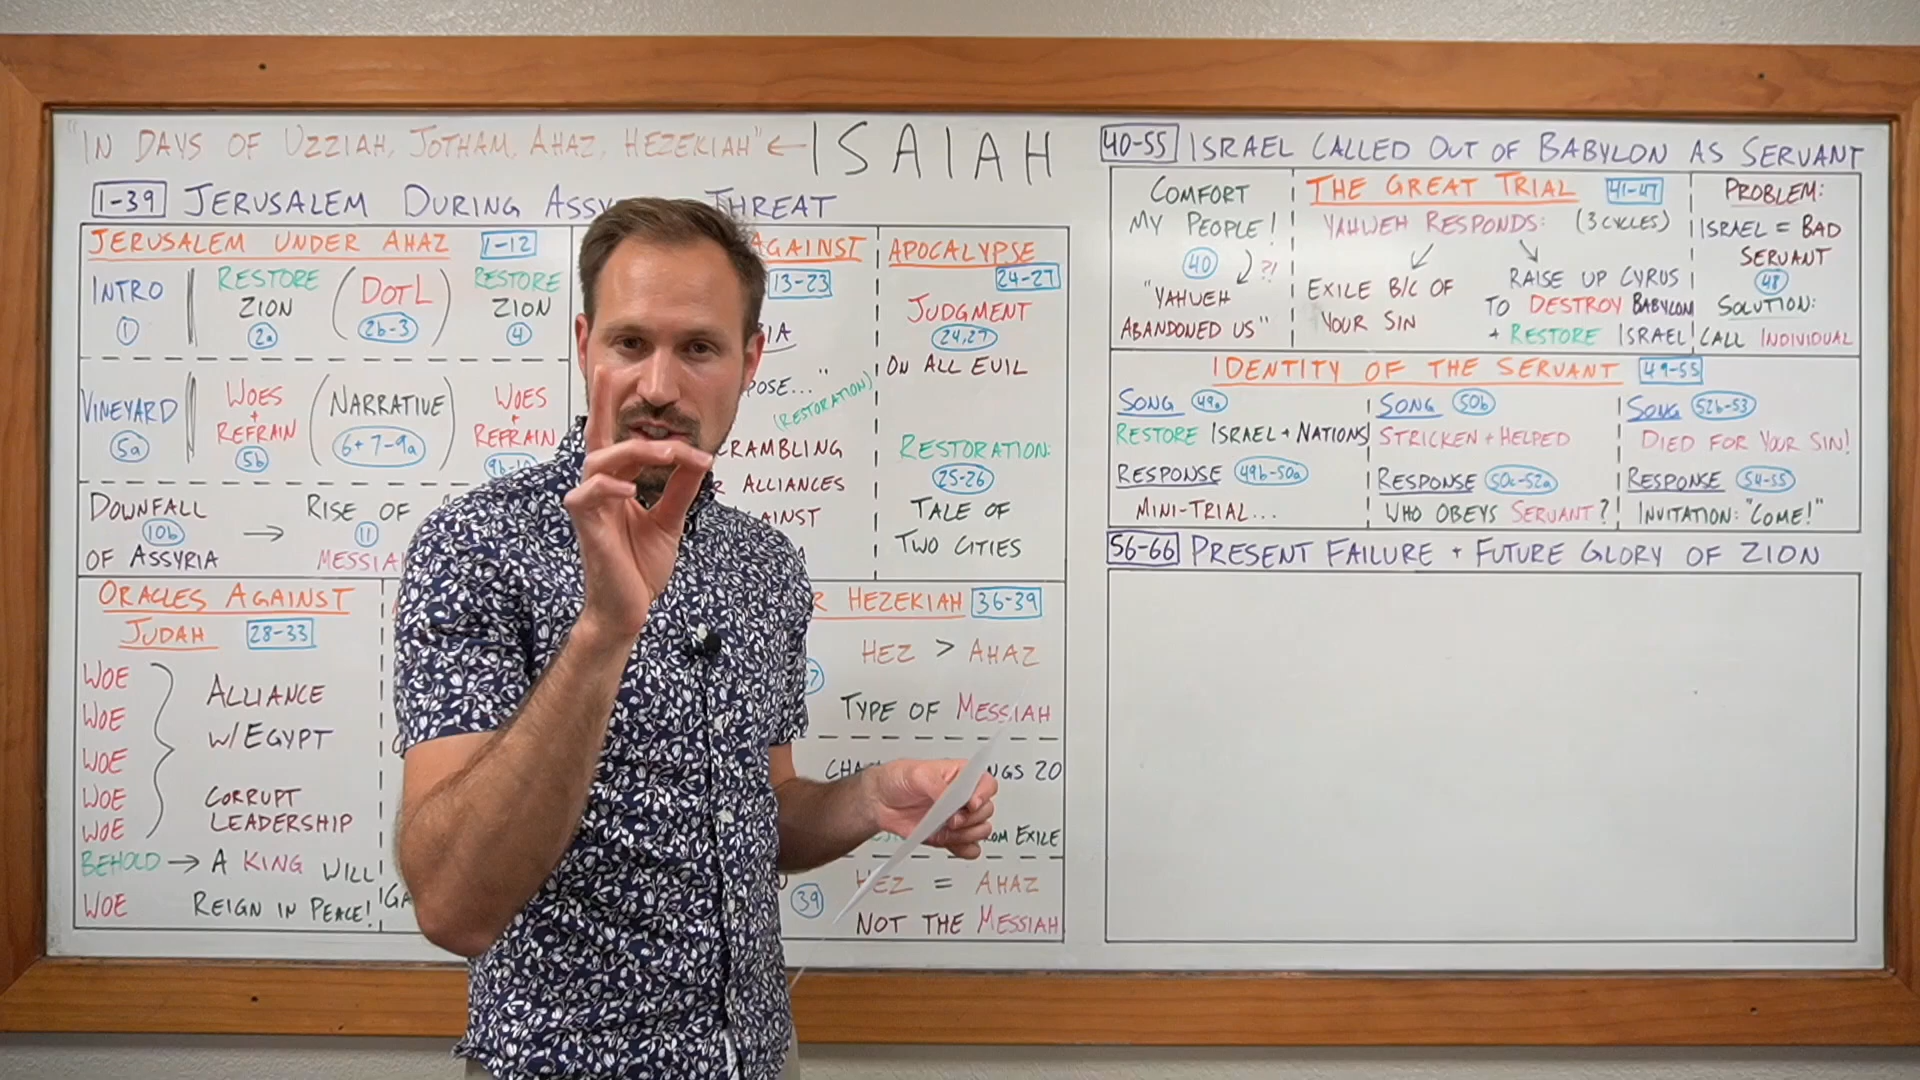 "IN DAYS OF UZZIAH, JOTHAM, AHAZ, HEZEKIAH" ← ISAIAH
1-39 JERUSALEM DURING THREAT
JERUSALEM UNDER AHAZ 1-12
INTRO
1
RESTORE
ZION
2a
(DOTL)
2b-3
RESTORE
ZION
4
VINEYARD
5a
WOES
+
REFRAIN
5b
(NARRATIVE)
6+7-9a
WOES
+
REFRAIN
DOWNFALL
10b
OF ASSYRIA
→
RISE OF
11
AGAINST
13-23
POSE..."
(RESTORATION)
ALLIANCES
APOCALYPSE
24-27
JUDGMENT
24,27
ON ALL EVIL
RESTORATION:
25-26
TALE OF
TWO CITIES
ORACLES AGAINST
JUDAH 28-33
WOE
WOE
WOE
WOE
WOE
ALLIANCE
W/EGYPT
CORRUPT
LEADERSHIP
BEHOLD → A KING WILL
WOE REIGN IN PEACE!
HEZEKIAH 36-39
HEZ > AHAZ
TYPE OF MESSIAH
20
EXILE
39
HEZ = AHAZ
NOT THE MESSIAH
40-55 ISRAEL CALLED OUT OF BABYLON AS SERVANT
COMFORT
MY PEOPLE!
40 ?!
"YAHWEH
ABANDONED US"
THE GREAT TRIAL 41-47
YAHWEH RESPONDS: (3 CYCLES)
EXILE B/C OF
YOUR SIN
RAISE UP CYRUS
TO DESTROY BABYLON
+ RESTORE ISRAEL
PROBLEM:
ISRAEL = BAD
SERVANT
48
SOLUTION:
CALL INDIVIDUAL
IDENTITY OF THE SERVANT 49-55
SONG 49a
RESTORE ISRAEL + NATIONS
RESPONSE 49b-50a
MINI-TRIAL...
SONG 50b
STRICKEN + HELPED
RESPONSE 50c-52a
WHO OBEYS SERVANT?
SONG 52b-53
DIED FOR YOUR SIN!
RESPONSE 54-55
INVITATION: "COME!"
56-66 PRESENT FAILURE + FUTURE GLORY OF ZION